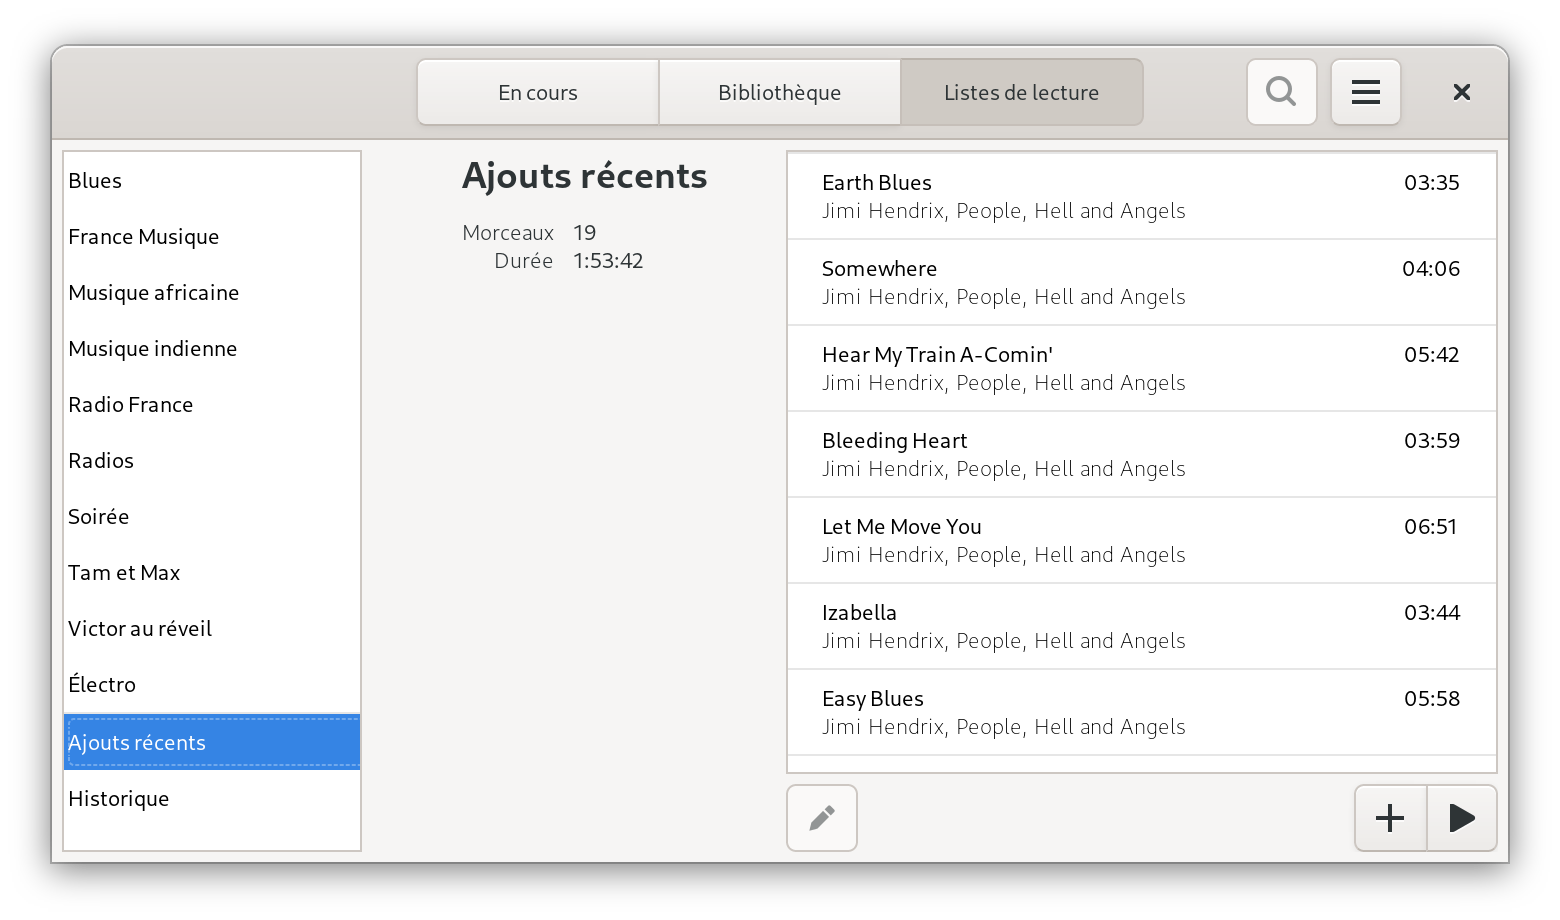 En cours
Bibliothèque
Listes de lecture
Blues
France Musique
Musique africaine
Musique indienne
Radio France
Radios
Soirée
Tam et Max
Victor au réveil
Électro
Ajouts récents
Historique
Ajouts récents
Morceaux 19
Durée 1:53:42
Earth Blues 03:35
Jimi Hendrix, People, Hell and Angels
Somewhere 04:06
Jimi Hendrix, People, Hell and Angels
Hear My Train A-Comin' 05:42
Jimi Hendrix, People, Hell and Angels
Bleeding Heart 03:59
Jimi Hendrix, People, Hell and Angels
Let Me Move You 06:51
Jimi Hendrix, People, Hell and Angels
Izabella 03:44
Jimi Hendrix, People, Hell and Angels
Easy Blues 05:58
Jimi Hendrix, People, Hell and Angels